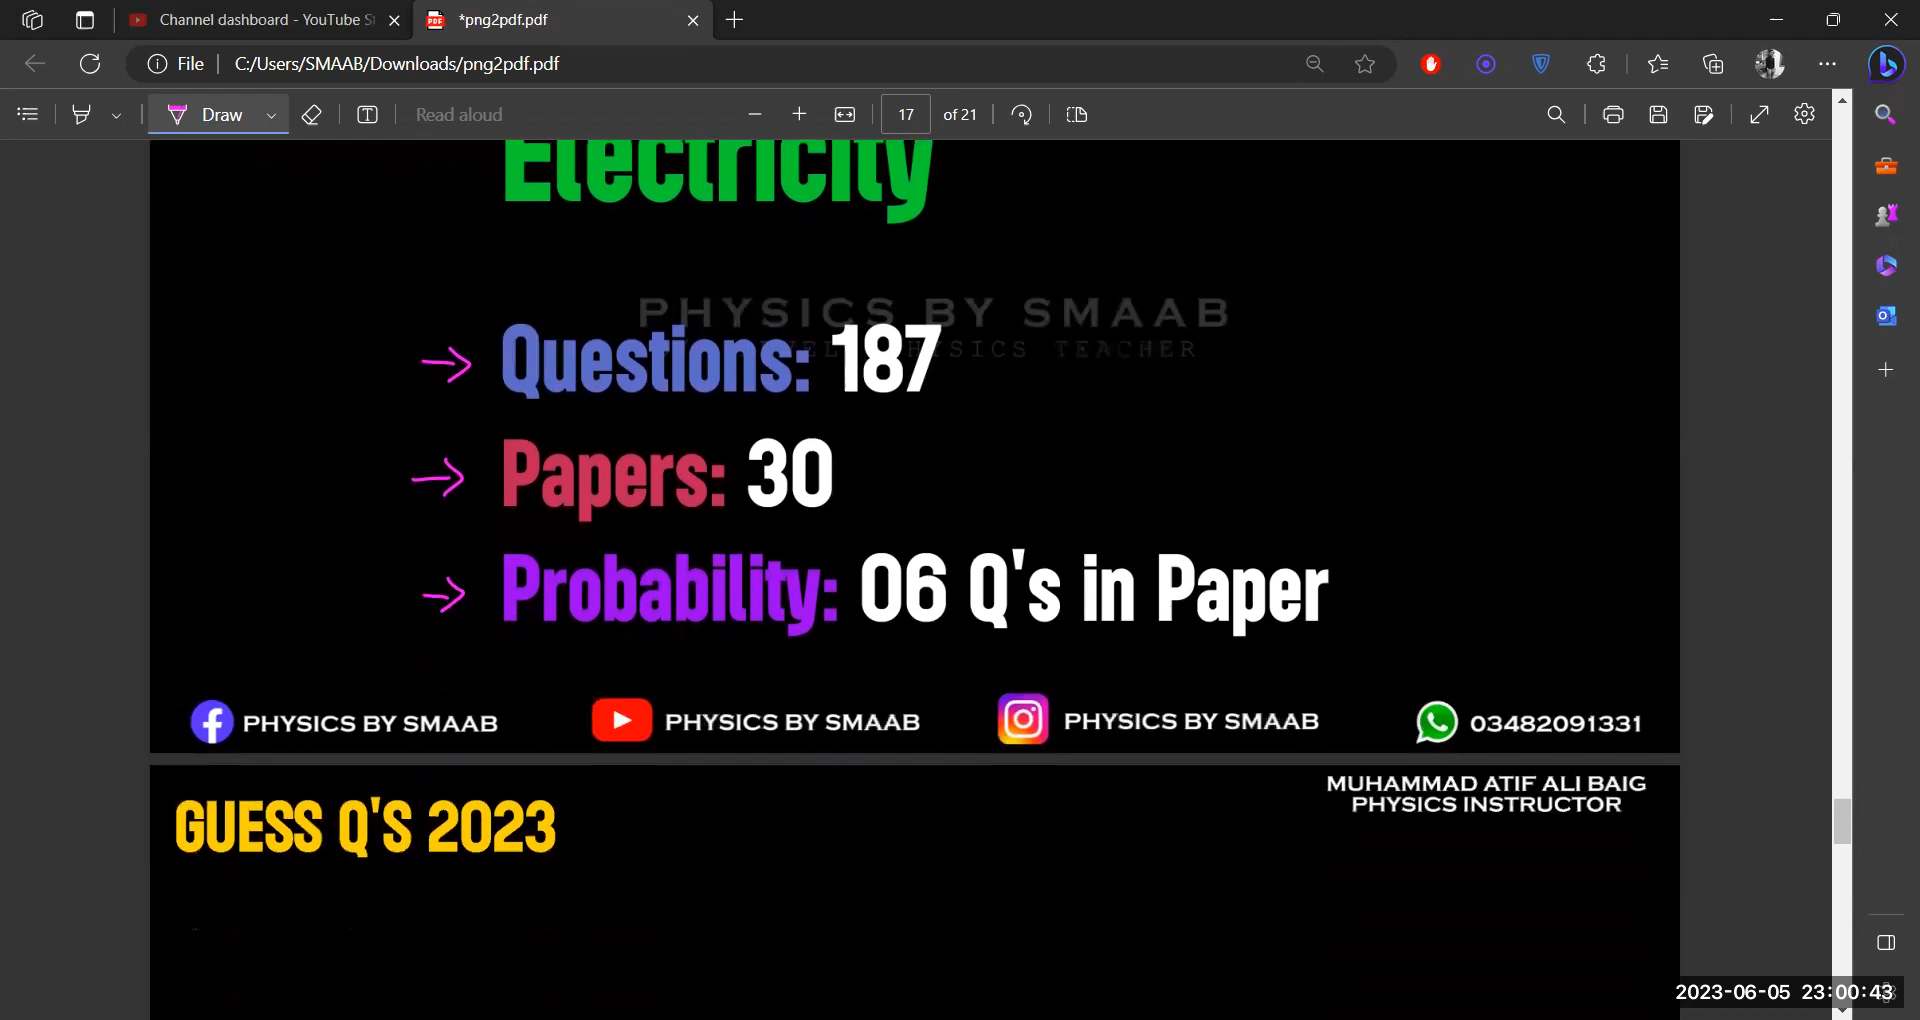 Channel dashboard - YouTube S
*png2pdf.pdf
File
C:/Users/SMAAB/Downloads/png2pdf.pdf
Draw
Read aloud
17 of 21
Electricity
PHYSICS BY SMAAB
PHYSICS TEACHER
Questions: 187
Papers: 30
Probability: 06 Q's in Paper
PHYSICS BY SMAAB
PHYSICS BY SMAAB
PHYSICS BY SMAAB
03482091331
MUHAMMAD ATIF ALI BAIG
PHYSICS INSTRUCTOR
GUESS Q'S 2023
2023-06-05 23:00:43